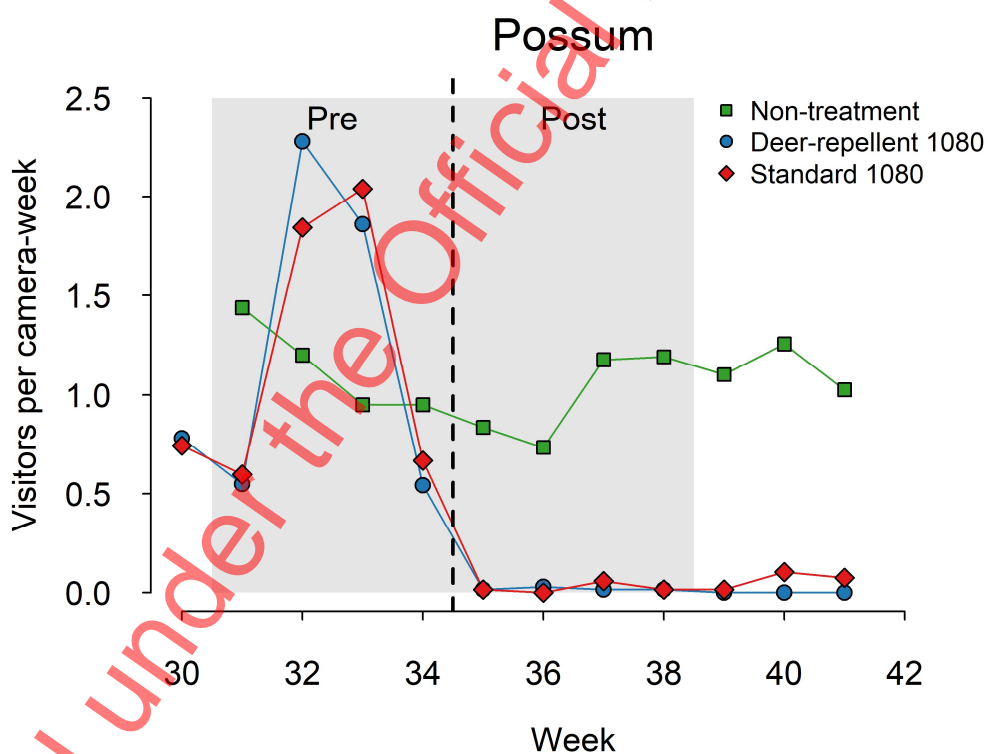 Possum
Pre
Post
Non-treatment
Deer-repellent 1080
Standard 1080
Visitors per camera-week
2.5
2.0
1.5
1.0
0.5
0.0
30 32 34 36 38 40 42
Week
under the Official